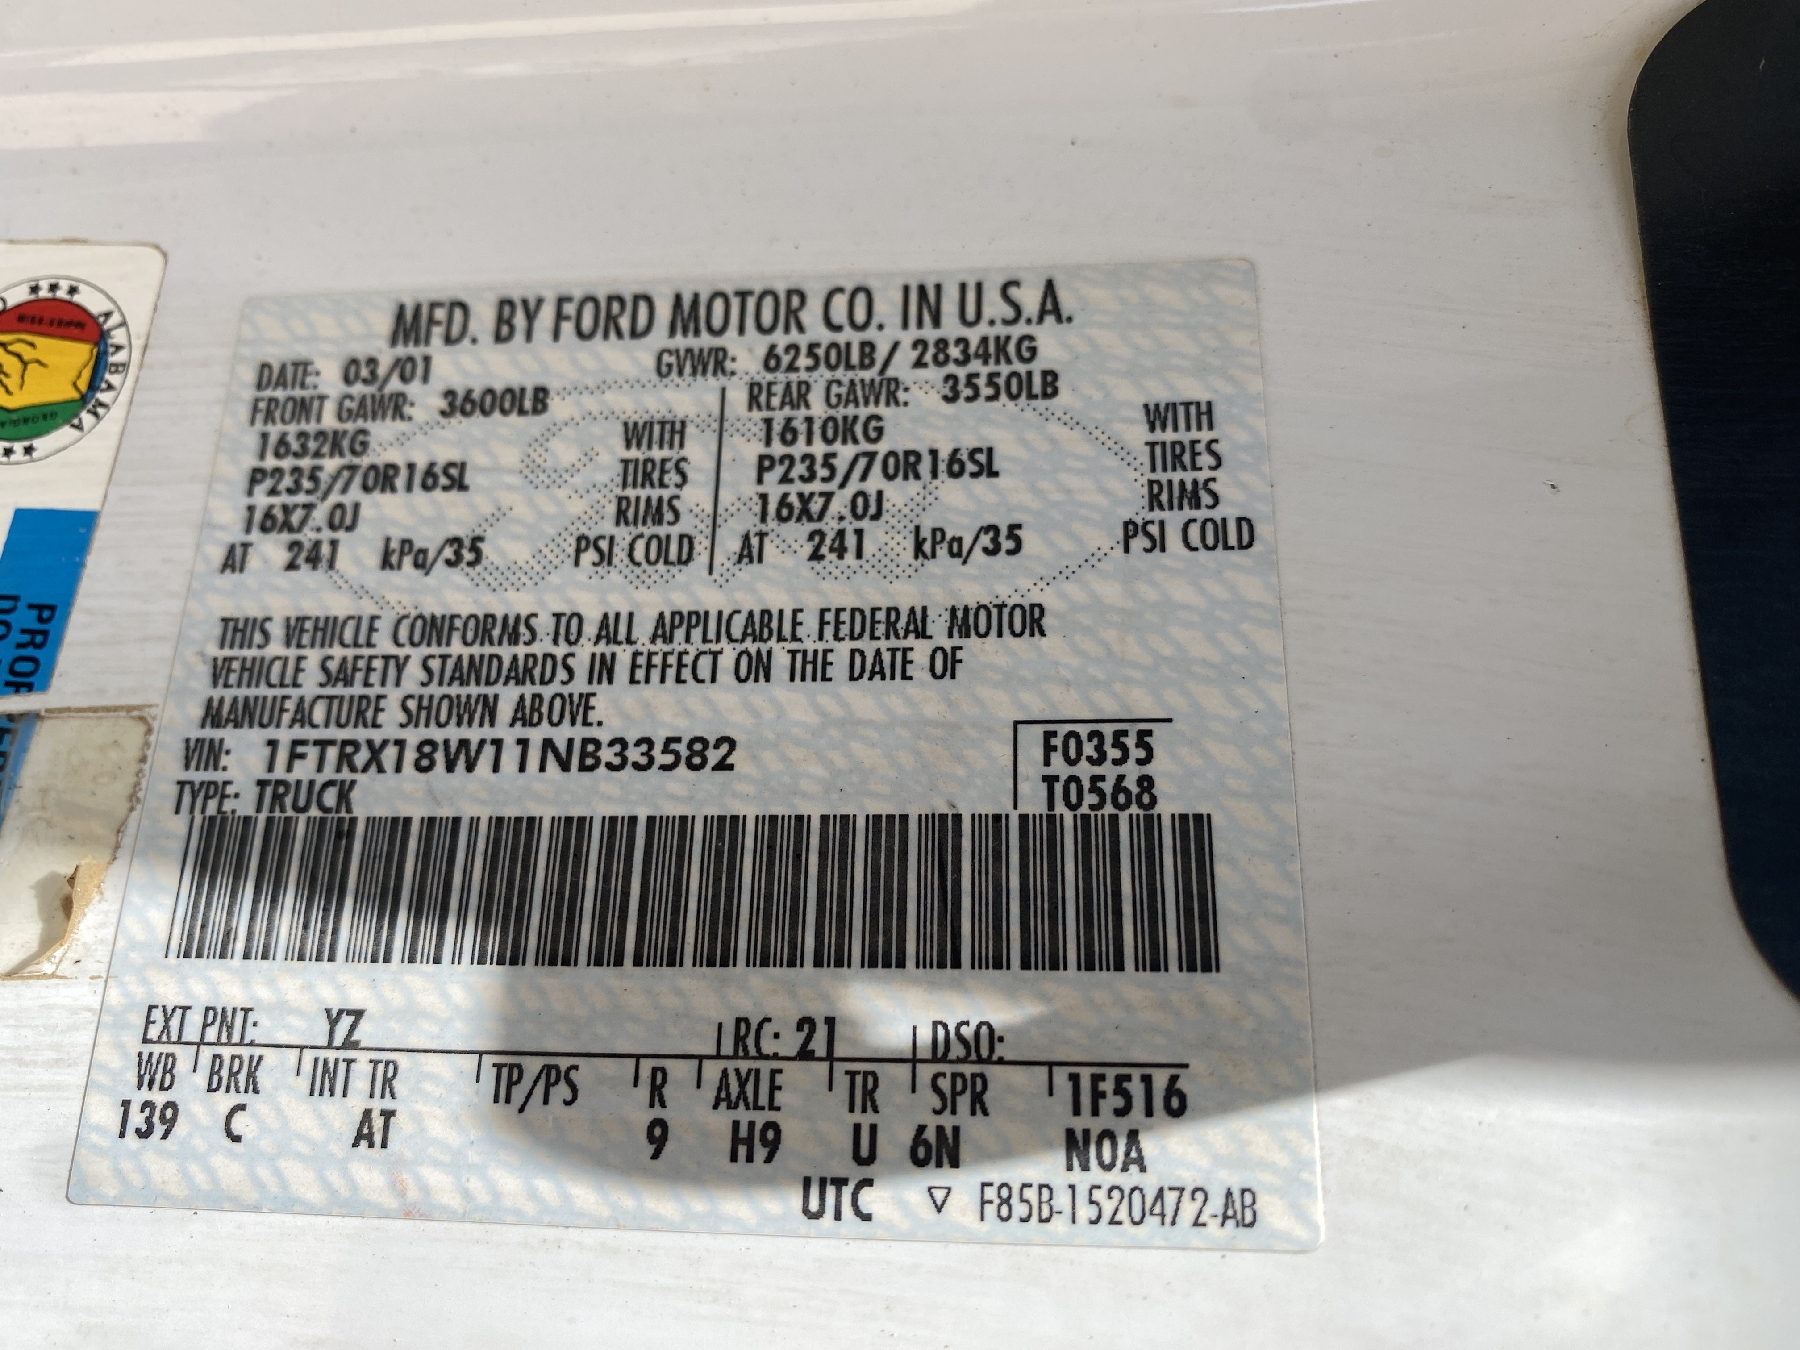 MFD. BY FORD MOTOR CO. IN U.S.A.
DATE: 03/01 GVWR: 6250LB/ 2834KG
FRONT GAWR: 3600LB REAR GAWR: 3550LB
1632KG WITH 1610KG WITH
P235/70R16SL TIRES P235/70R16SL TIRES
16X7.0J RIMS 16X7.0J RIMS
AT 241 kPa/35 PSI COLD AT 241 kPa/35 PSI COLD
THIS VEHICLE CONFORMS TO ALL APPLICABLE FEDERAL MOTOR
VEHICLE SAFETY STANDARDS IN EFFECT ON THE DATE OF
MANUFACTURE SHOWN ABOVE.
VIN: 1FTRX18W11NB33582 F0355
TYPE: TRUCK T0568
EXT PNT: YZ RC: 21 DSO:
WB BRK INT TR TP/PS R AXLE TR SPR 1F516
139 C AT 9 H9 U 6N N0A
UTC ▽ F85B-1520472-AB
ALABAMA